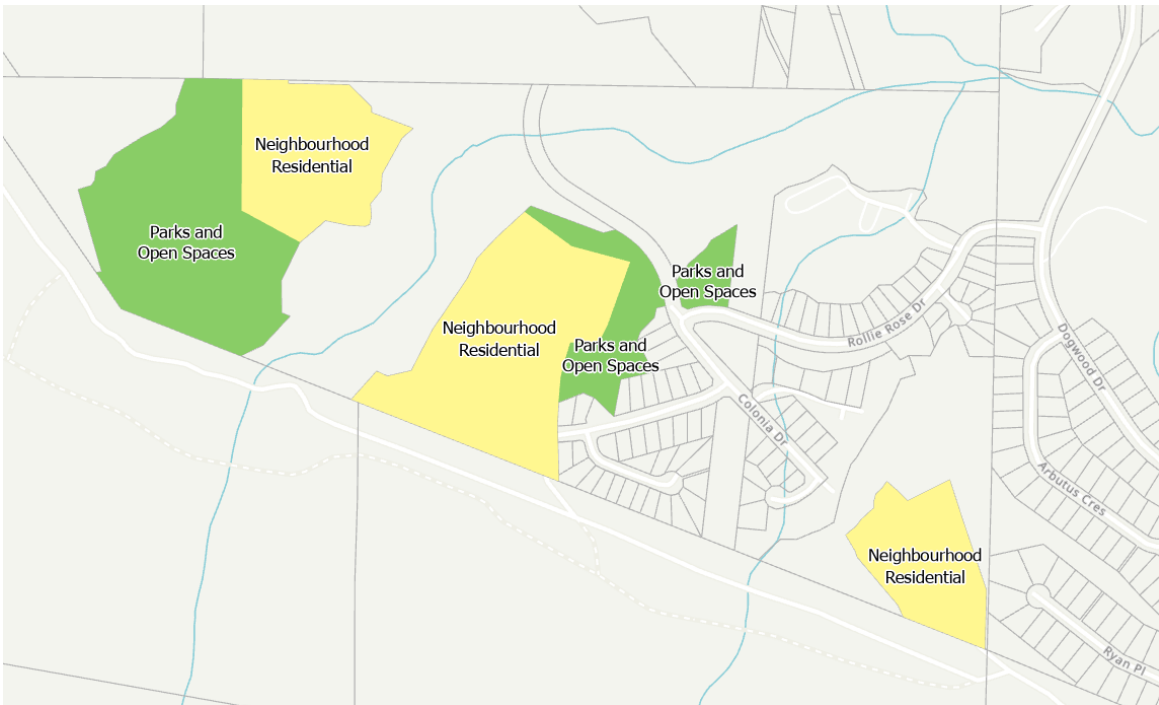 Neighbourhood
Residential
Parks and
Open Spaces
Parks and
Open Spaces
Neighbourhood
Residential
Parks and
Open Spaces
Rollie Rose Dr
Dogwood Dr
Colonia Dr
Arbutus Cres
Neighbourhood
Residential
Ryan Pl